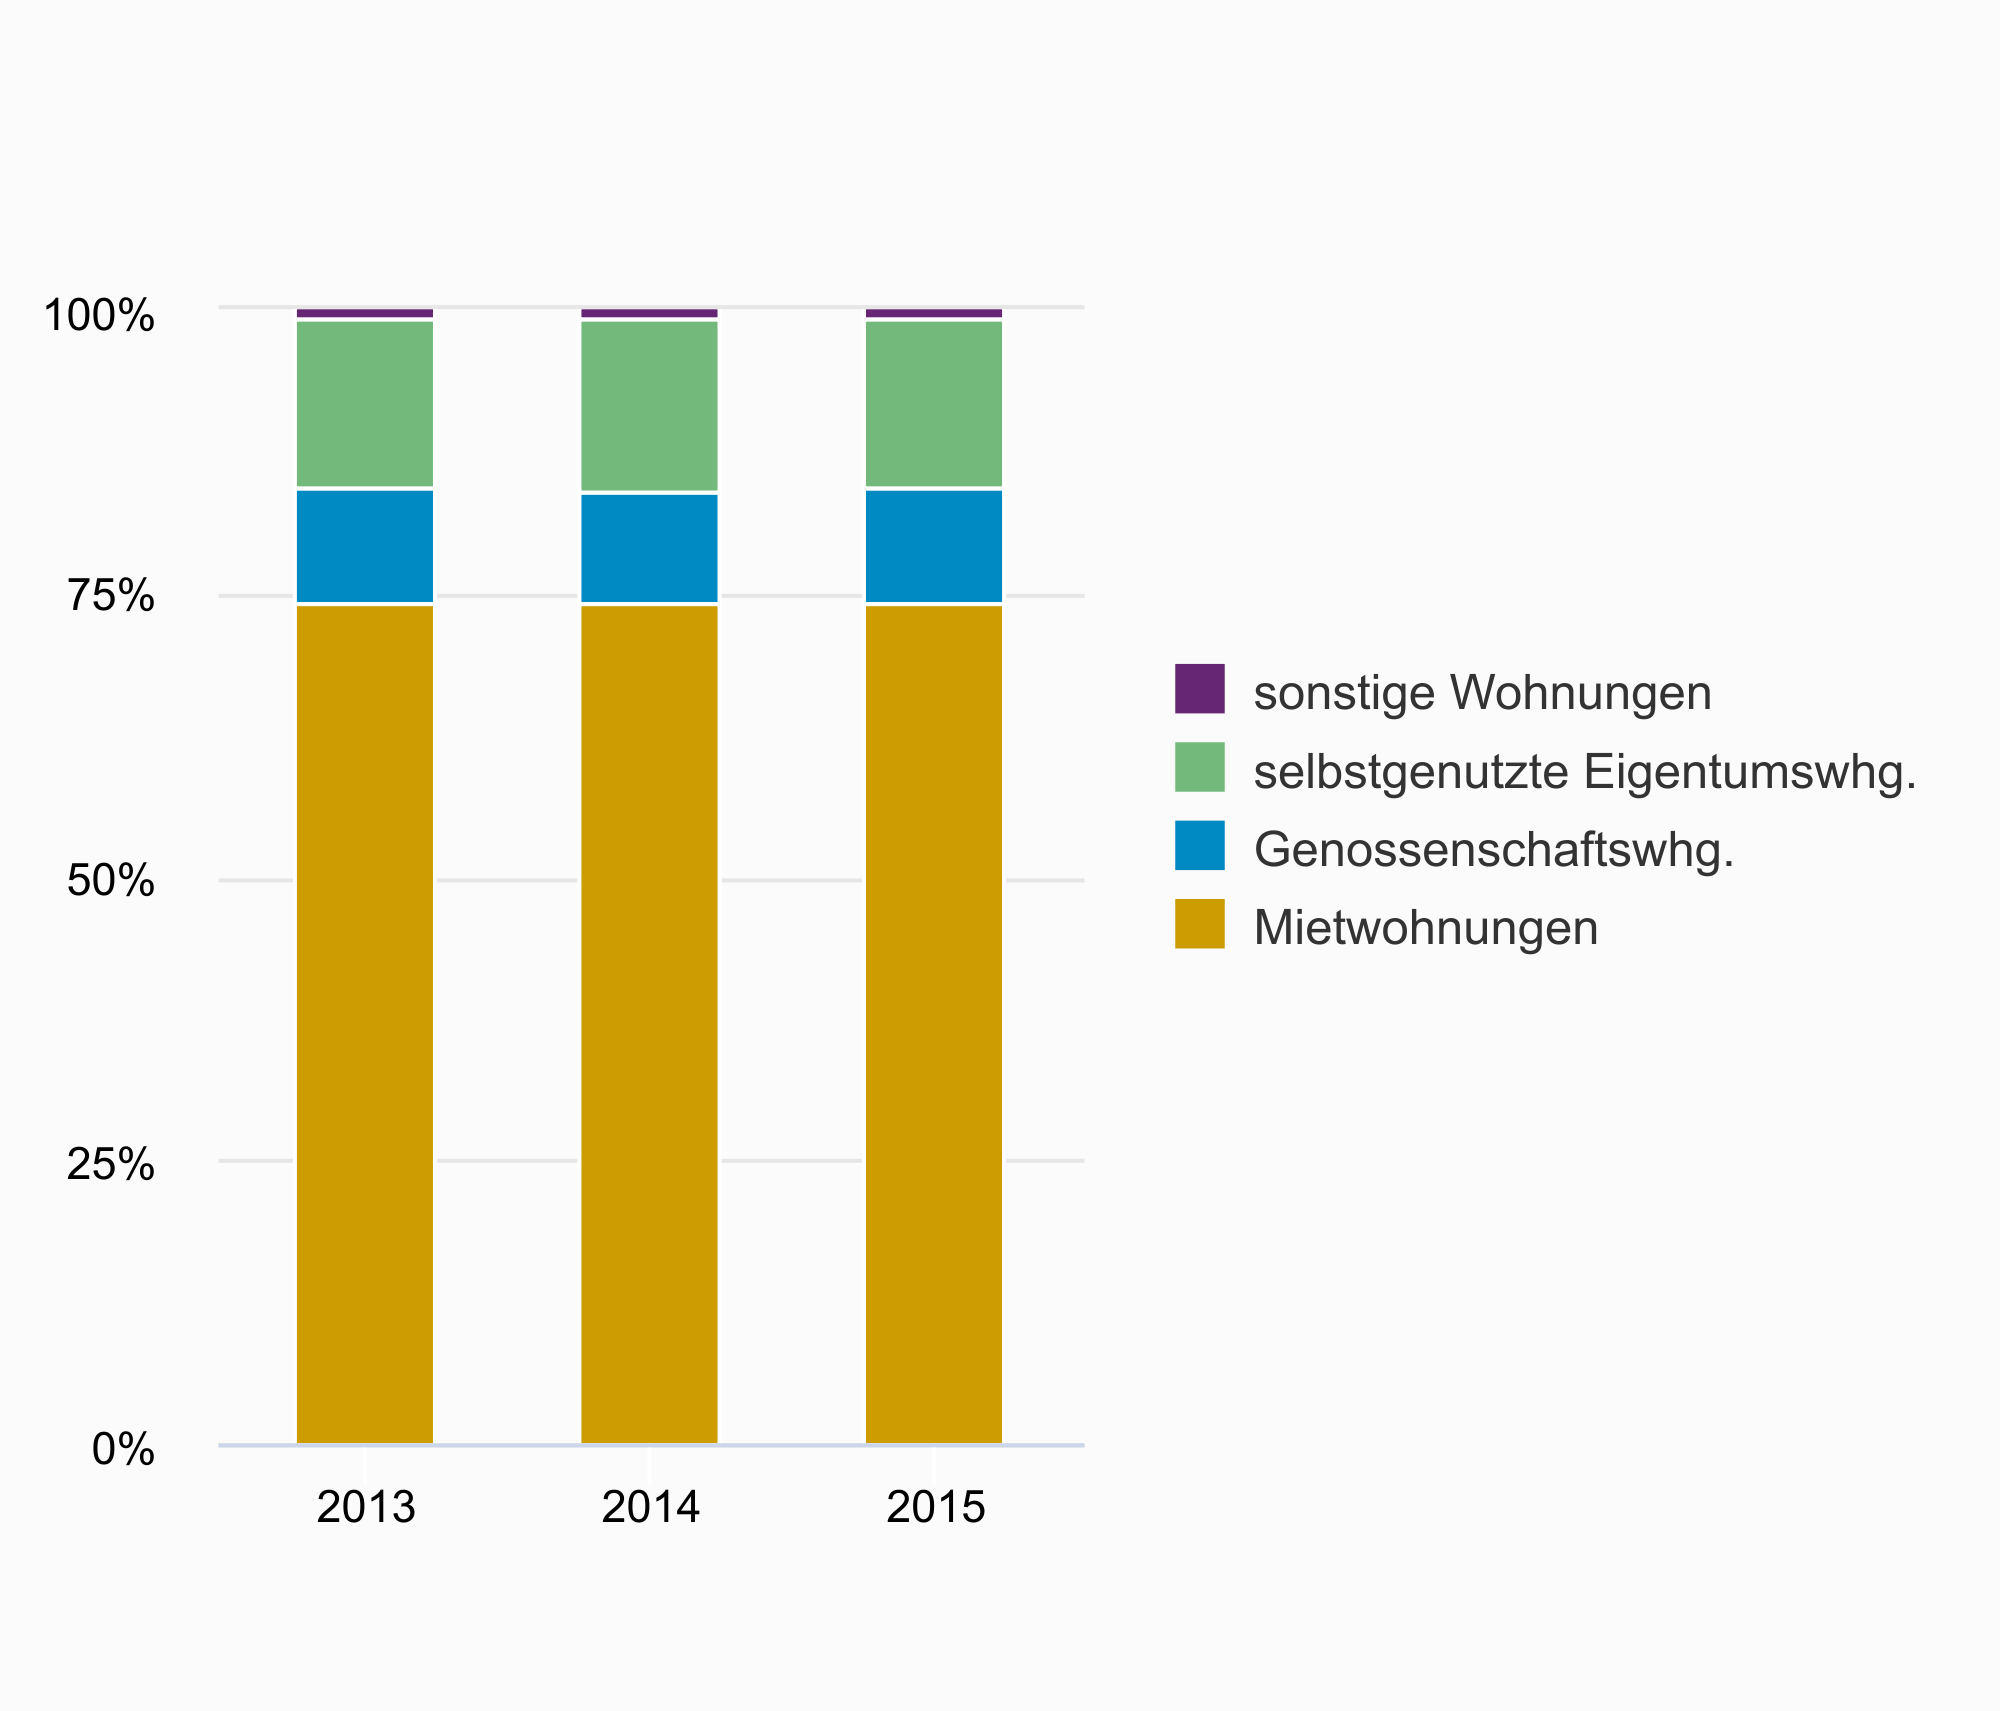 100%
75%
50%
25%
0%
2013
2014
2015
sonstige Wohnungen
selbstgenutzte Eigentumswhg.
Genossenschaftswhg.
Mietwohnungen